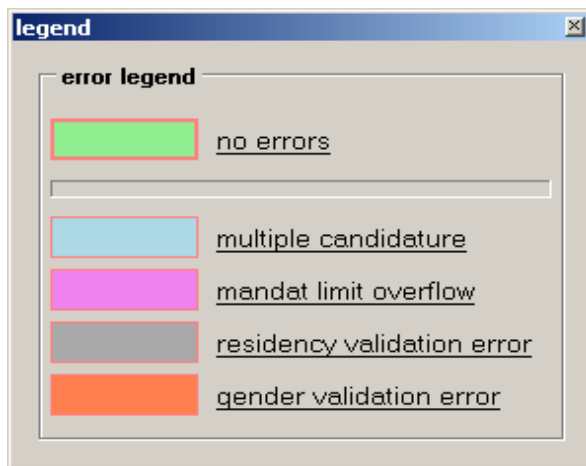 legend
error legend
no errors
multiple candidature
mandat limit overflow
residency validation error
gender validation error